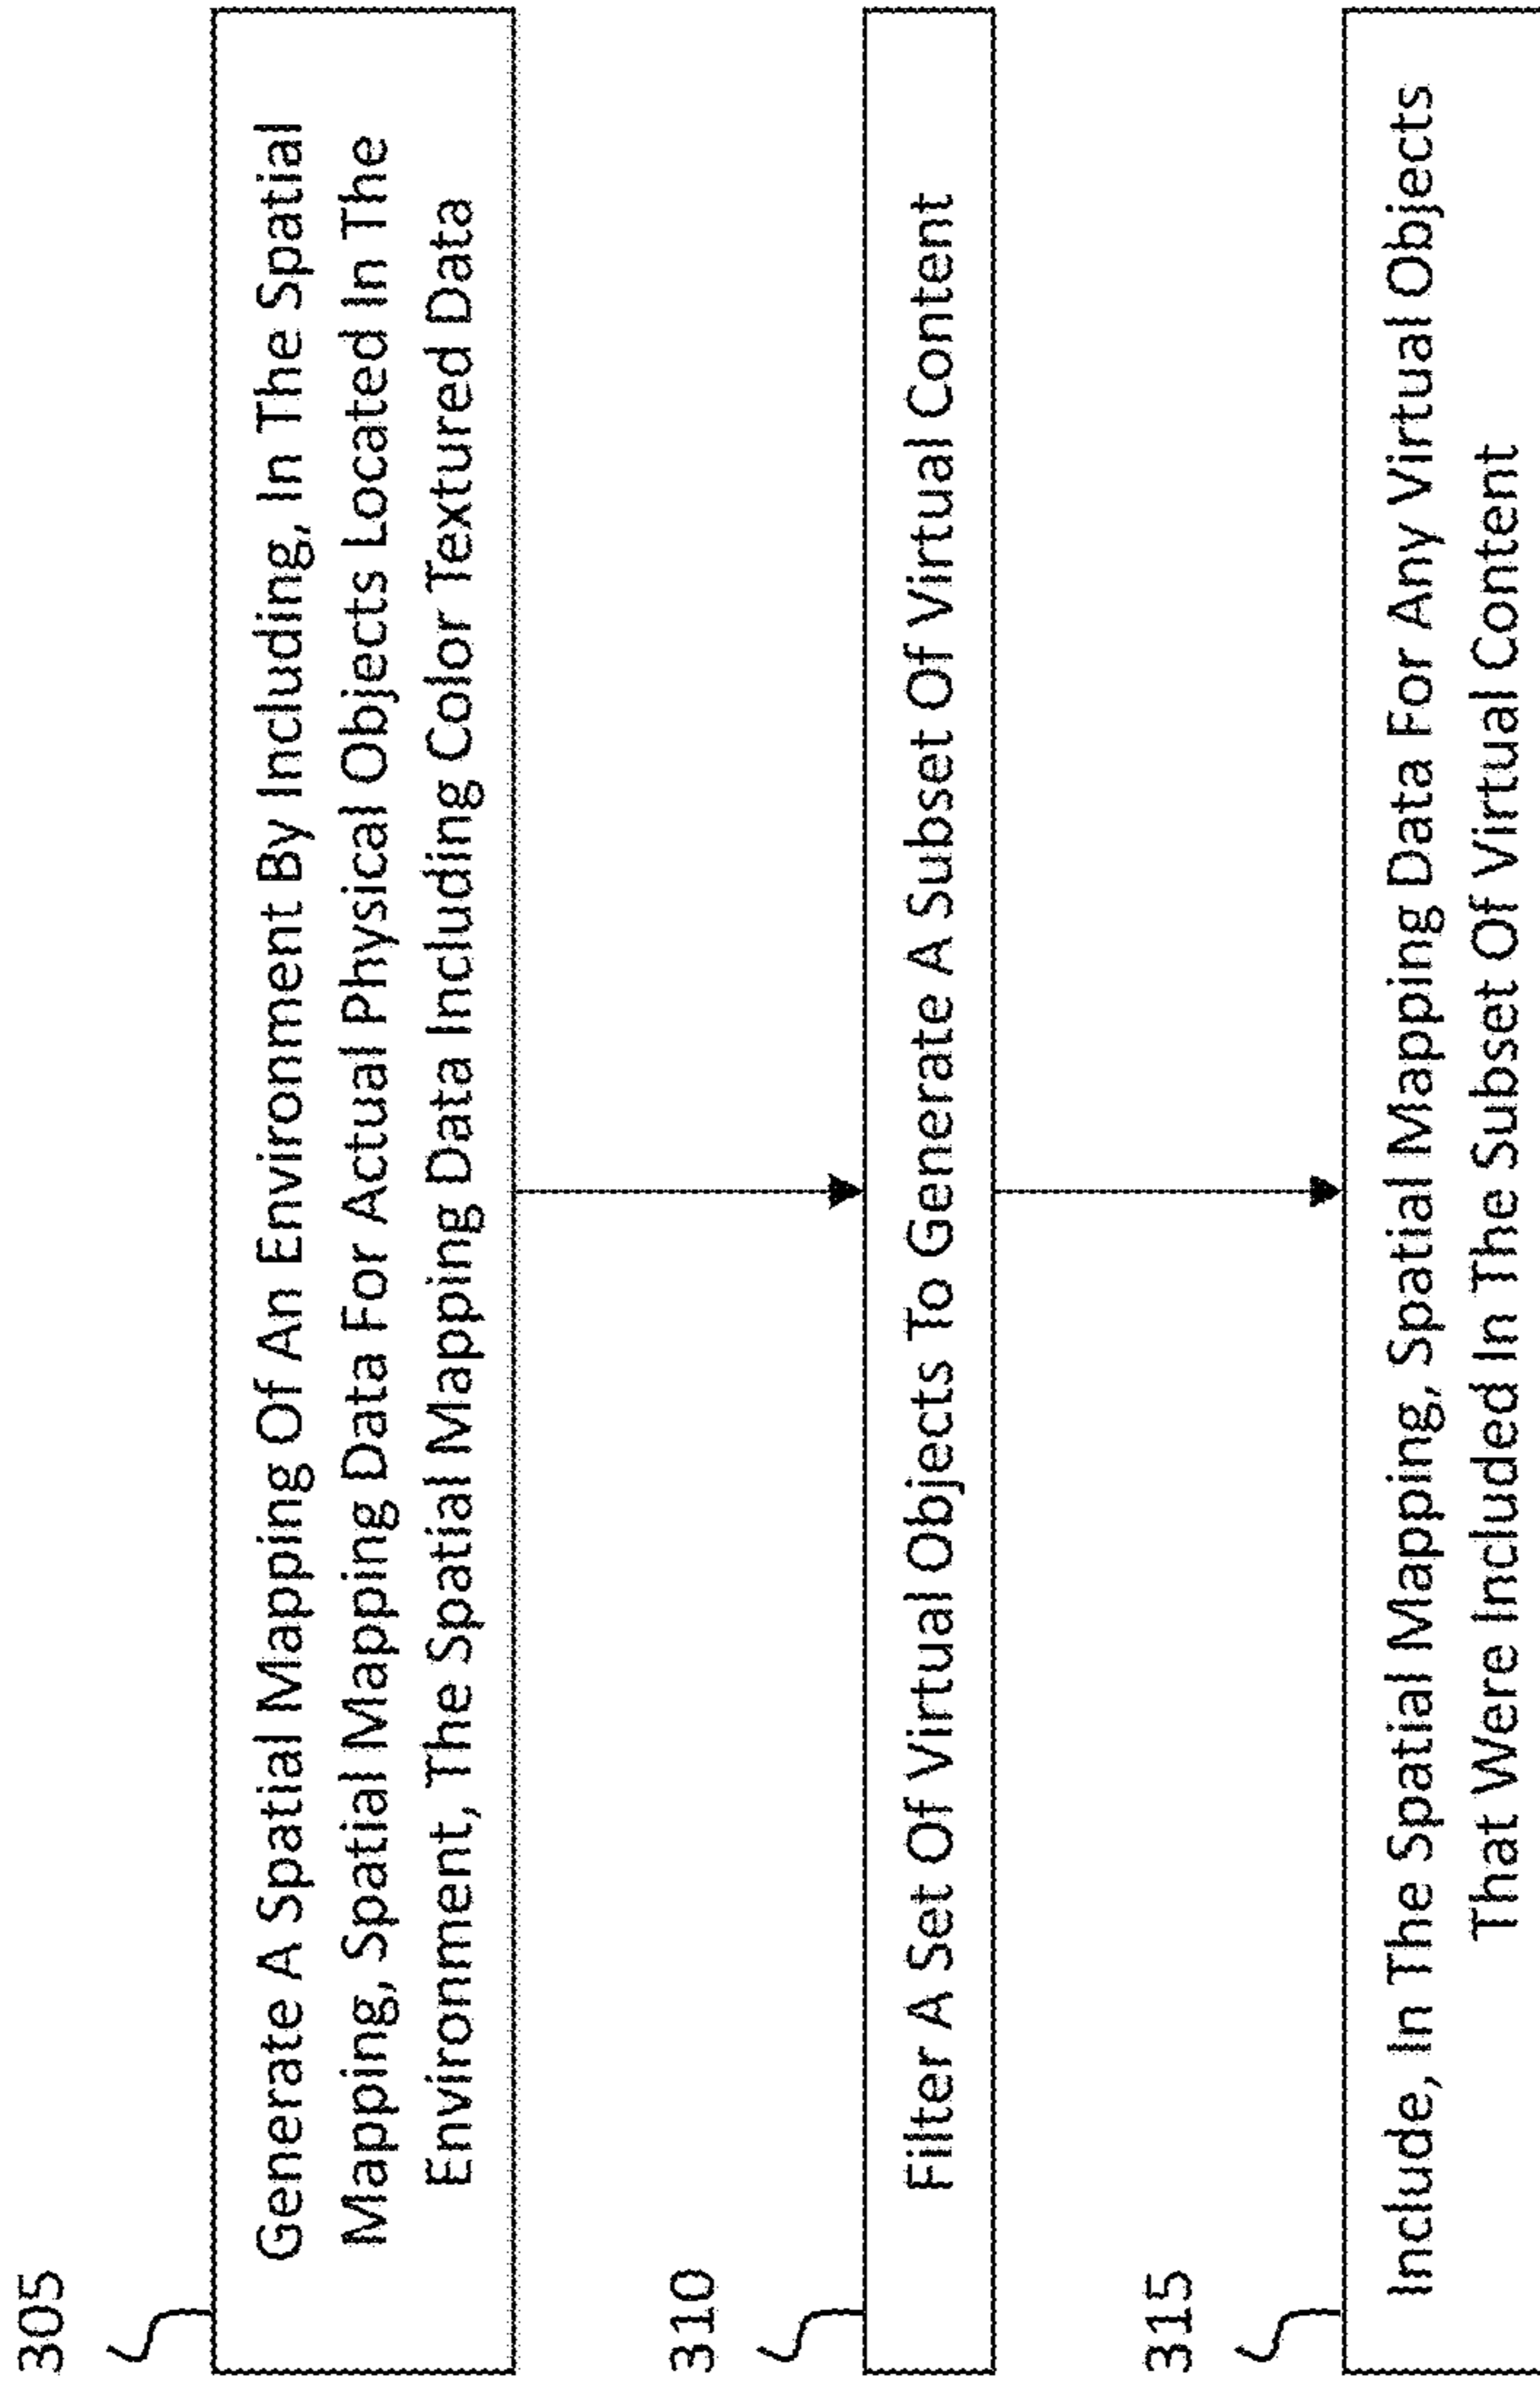 305
Generate A Spatial Mapping Of An Environment By Including, In The Spatial
Mapping, Spatial Mapping Data For Actual Physical Objects Located In The
Environment, The Spatial Mapping Data Including Color Textured Data
310
Filter A Set Of Virtual Objects To Generate A Subset Of Virtual Content
315
Include, In The Spatial Mapping, Spatial Mapping Data For Any Virtual Objects
That Were Included In The Subset Of Virtual Content